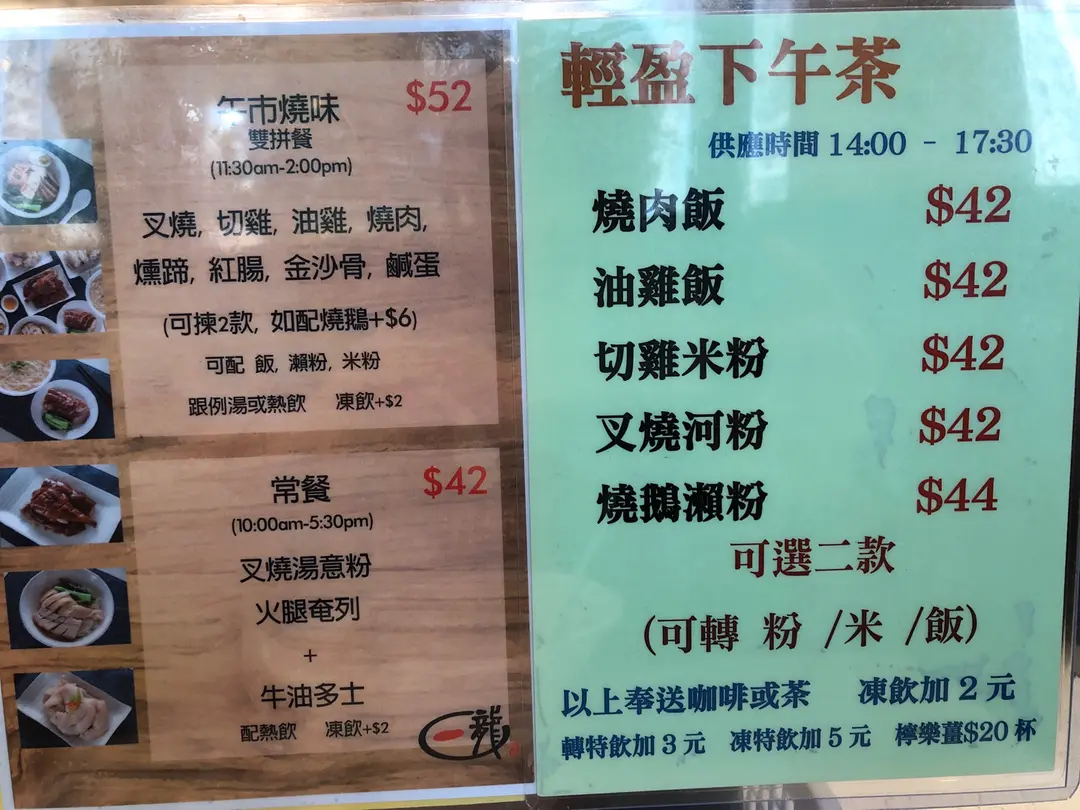 午市燒味 $52
雙拼餐
(11:30am-2:00pm)
叉燒, 切雞, 油雞, 燒肉,
燻蹄, 紅腸, 金沙骨, 鹹蛋
(可揀2款, 如配燒鵝+$6)
可配 飯, 瀨粉, 米粉
跟例湯或熱飲 凍飲+$2
常餐 $42
(10:00am-5:30pm)
叉燒湯意粉
火腿奄列
+
牛油多士
配熱飲 凍飲+$2
一龍
輕盈下午茶
供應時間 14:00 - 17:30
燒肉飯 $42
油雞飯 $42
切雞米粉 $42
叉燒河粉 $42
燒鵝瀨粉 $44
可選二款
(可轉 粉 /米 /飯)
以上奉送咖啡或茶 凍飲加 2 元
轉特飲加 3 元 凍特飲加 5 元 檸樂薑$20 杯